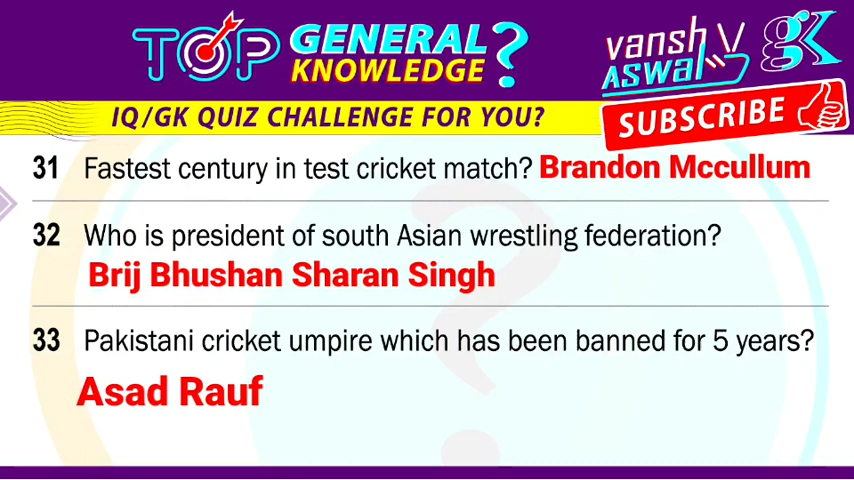 TOP GENERAL KNOWLEDGE ?
vansh ASWAL gk
IQ/GK QUIZ CHALLENGE FOR YOU?
SUBSCRIBE
31 Fastest century in test cricket match? Brandon Mccullum
32 Who is president of south Asian wrestling federation?
Brij Bhushan Sharan Singh
33 Pakistani cricket umpire which has been banned for 5 years?
Asad Rauf